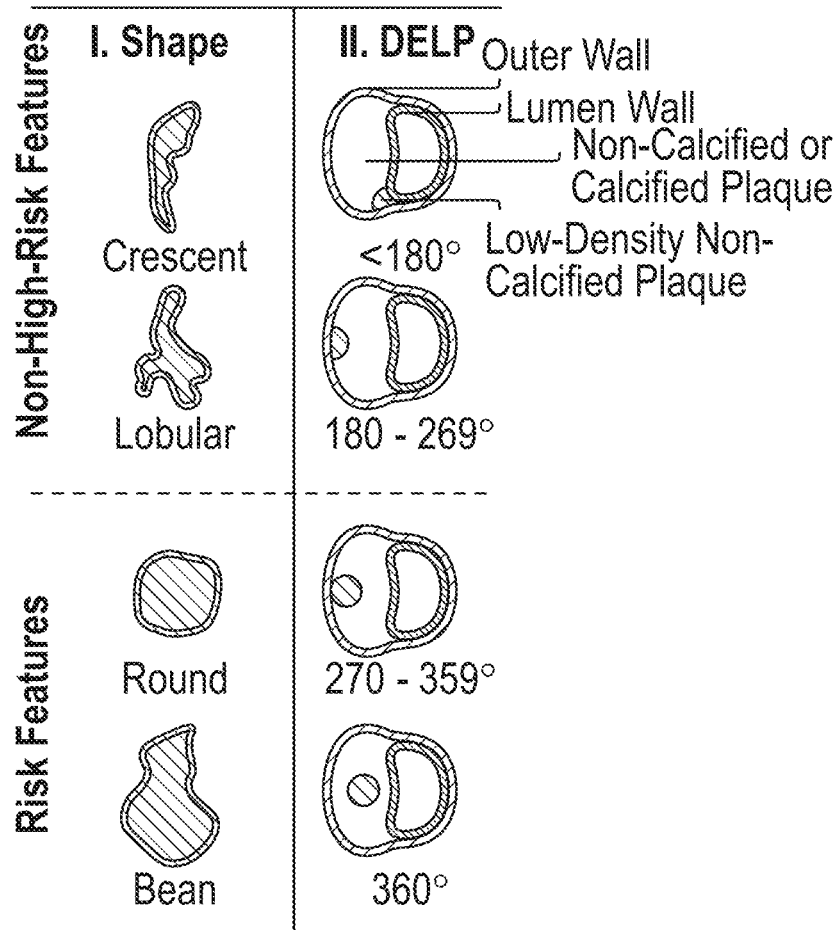 Non-High-Risk Features
I. Shape
II. DELP
Outer Wall
Lumen Wall
Non-Calcified or
Calcified Plaque
Crescent
<180°
Low-Density Non-
Calcified Plaque
Lobular
180 - 269°
Risk Features
Round
270 - 359°
Bean
360°